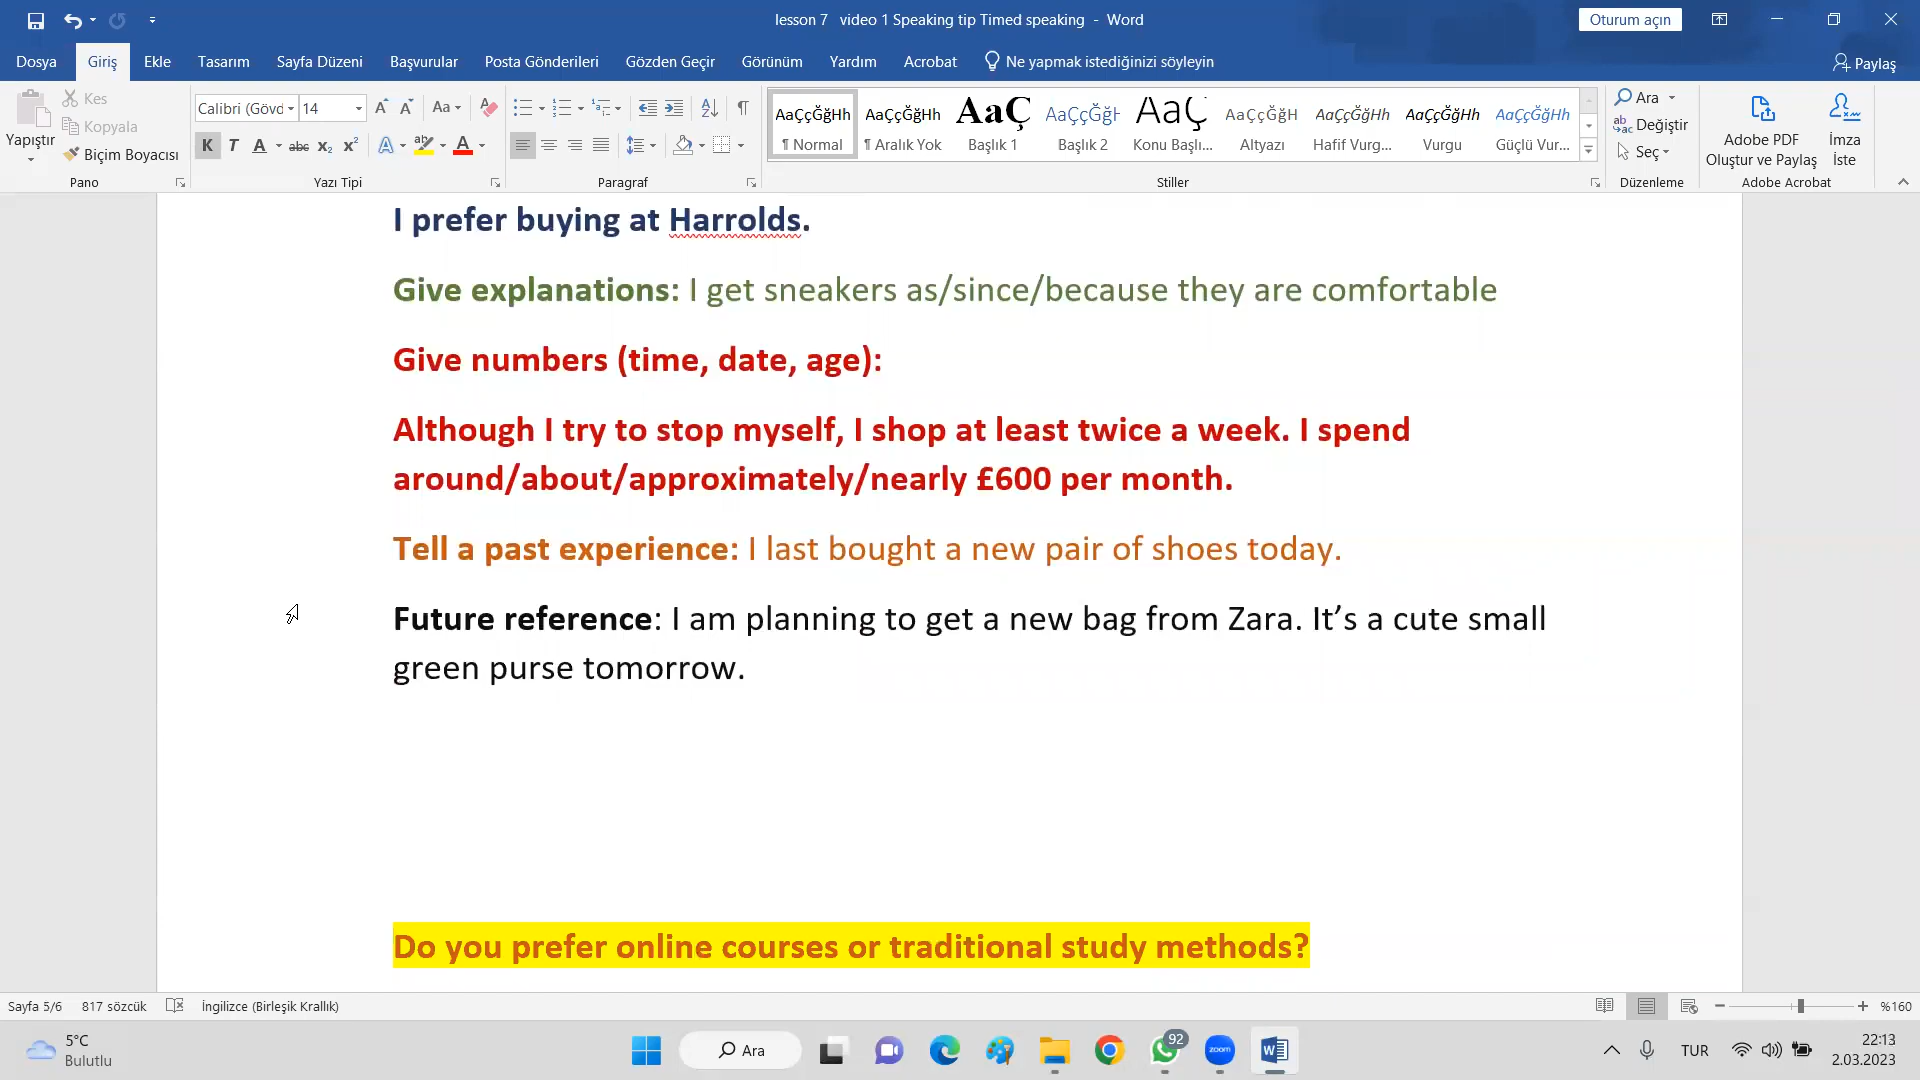 lesson 7   video 1 Speaking tip Timed speaking  -  Word
Oturum açın
Dosya Giriş Ekle Tasarım Sayfa Düzeni Başvurular Posta Gönderileri Gözden Geçir Görünüm Yardım Acrobat Ne yapmak istediğinizi söyleyin Paylaş
Yapıştır
Kes
Kopyala
Biçim Boyacısı
Pano
Calibri (Gövd 14
Yazı Tipi
Paragraf
AaÇçĞğHh AaÇçĞğHh AaÇ AaÇçĞğH AaÇ AaÇçĞğH AaÇçĞğHh AaÇçĞğHh AaÇçĞğHh
¶ Normal ¶ Aralık Yok Başlık 1 Başlık 2 Konu Başlı... Altyazı Hafif Vurg... Vurgu Güçlü Vur...
Stiller
Ara
Değiştir
Seç
Düzenleme
Adobe PDF
Oluştur ve Paylaş
İmza
İste
Adobe Acrobat
I prefer buying at Harrolds.
Give explanations: I get sneakers as/since/because they are comfortable
Give numbers (time, date, age):
Although I try to stop myself, I shop at least twice a week. I spend
around/about/approximately/nearly £600 per month.
Tell a past experience: I last bought a new pair of shoes today.
Future reference: I am planning to get a new bag from Zara. It’s a cute small
green purse tomorrow.
Do you prefer online courses or traditional study methods?
Sayfa 5/6 817 sözcük İngilizce (Birleşik Krallık) %160
5°C
Bulutlu
Ara
92
zoom
TUR
22:13
2.03.2023